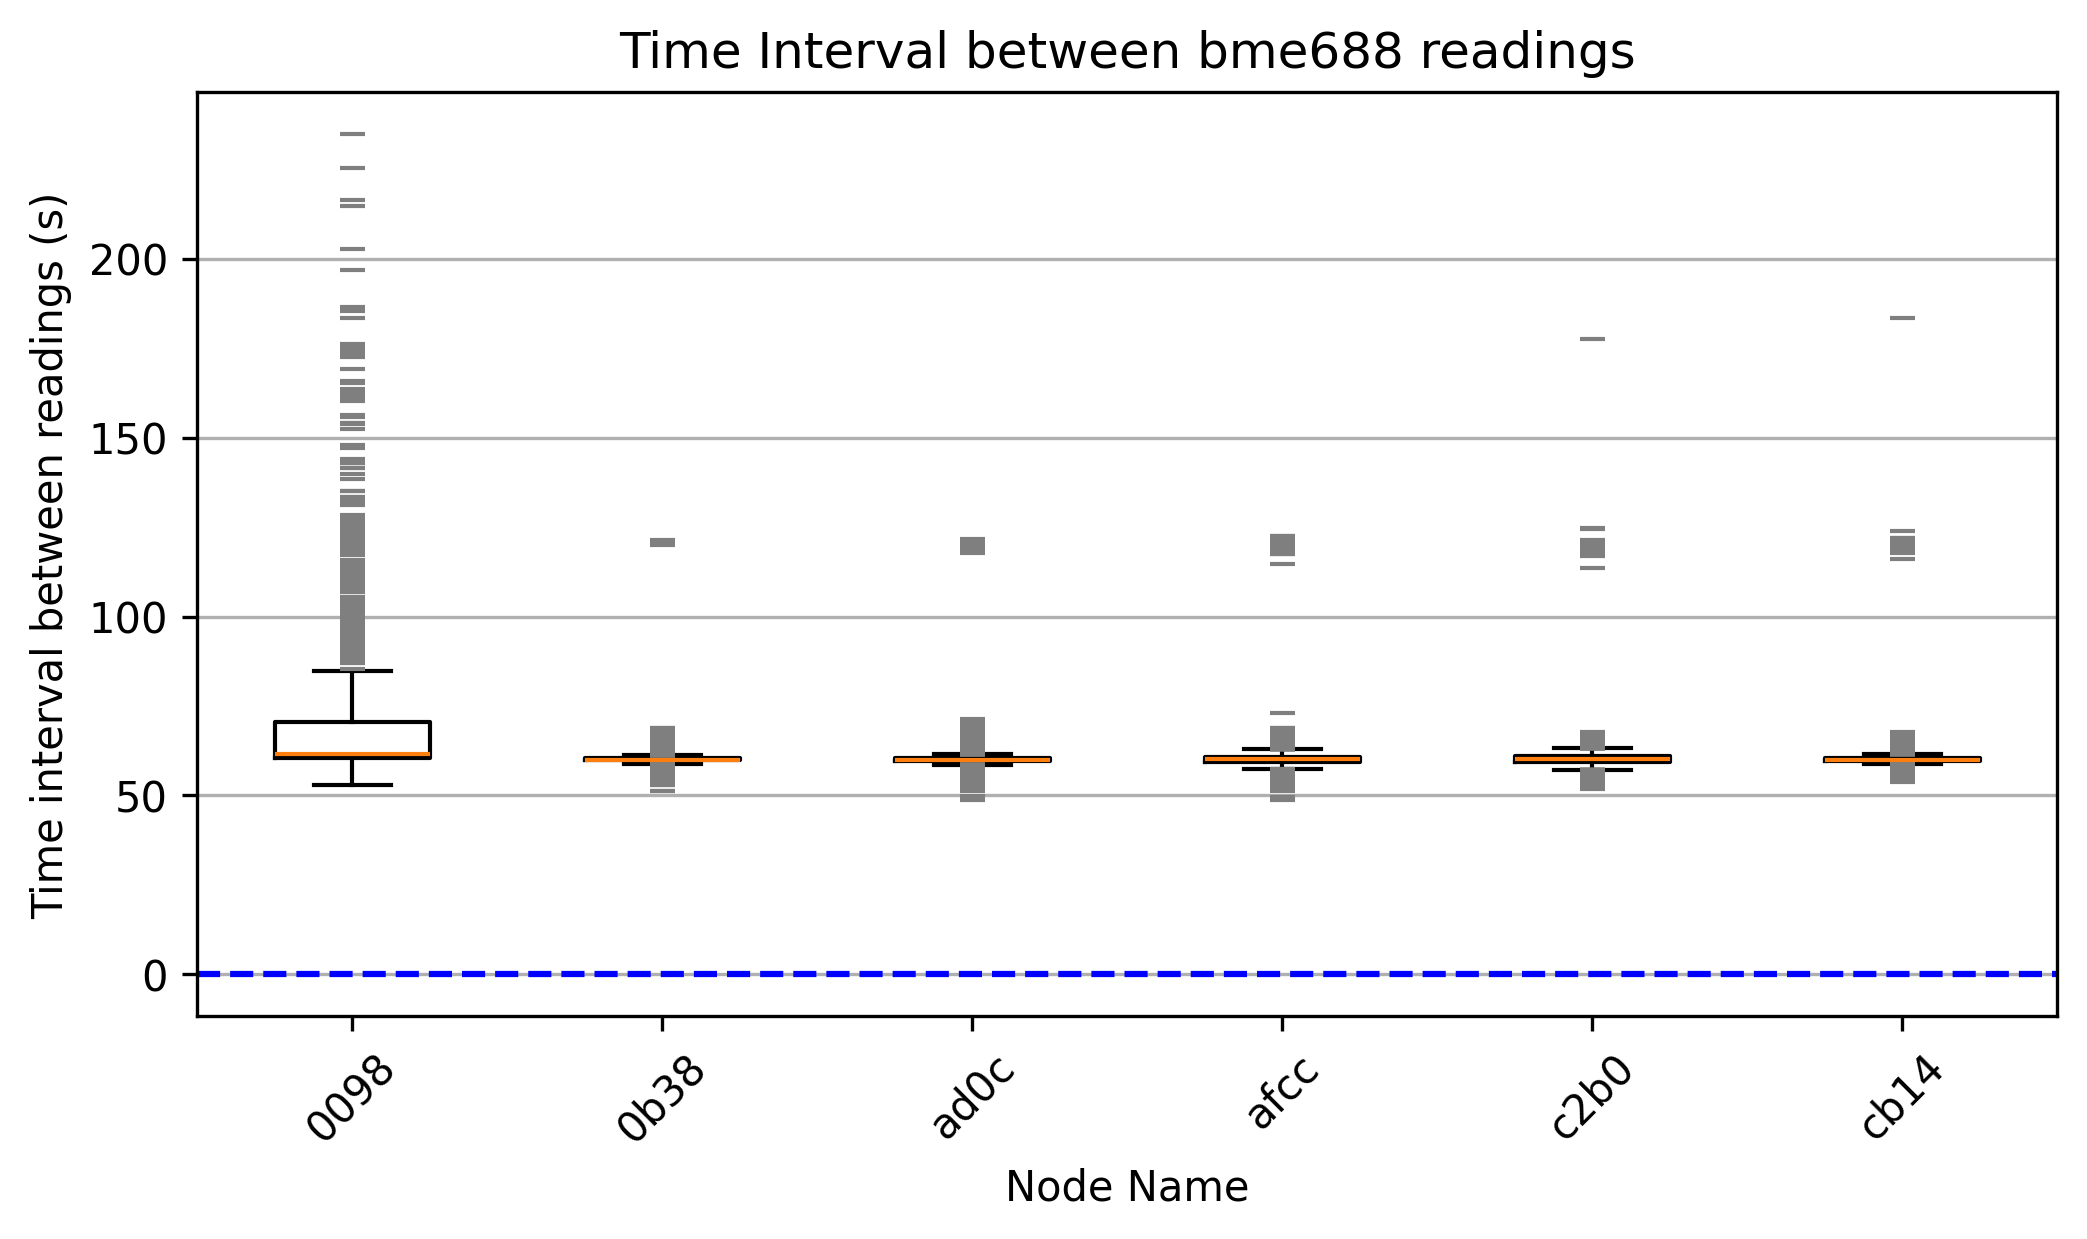 Time Interval between bme688 readings
Time interval between readings (s)
200
150
100
50
0
0098
0b38
ad0c
afcc
c2b0
cb14
Node Name